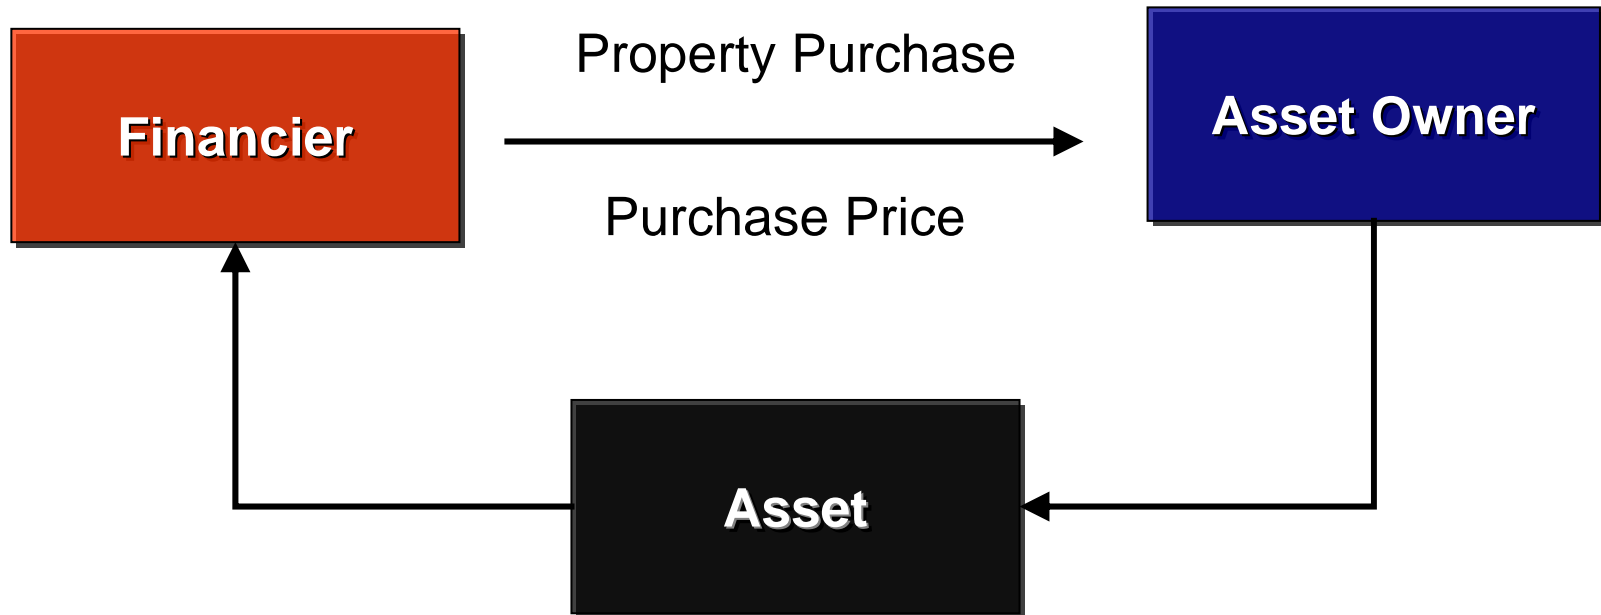 Financier
Property Purchase
Asset Owner
Purchase Price
Asset